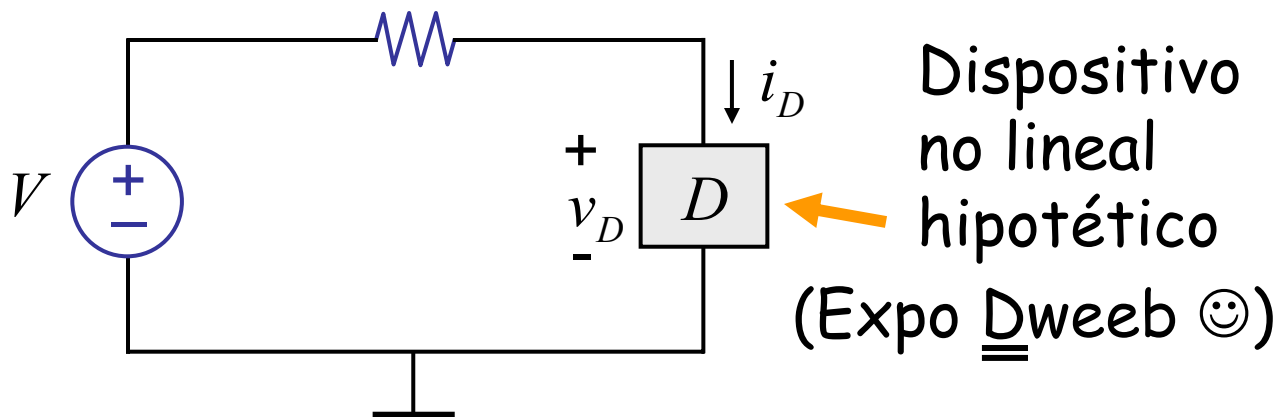 V
+
–
+
v_D
-
i_D
D
Dispositivo
no lineal
hipotético
(Expo Dweeb ☺)